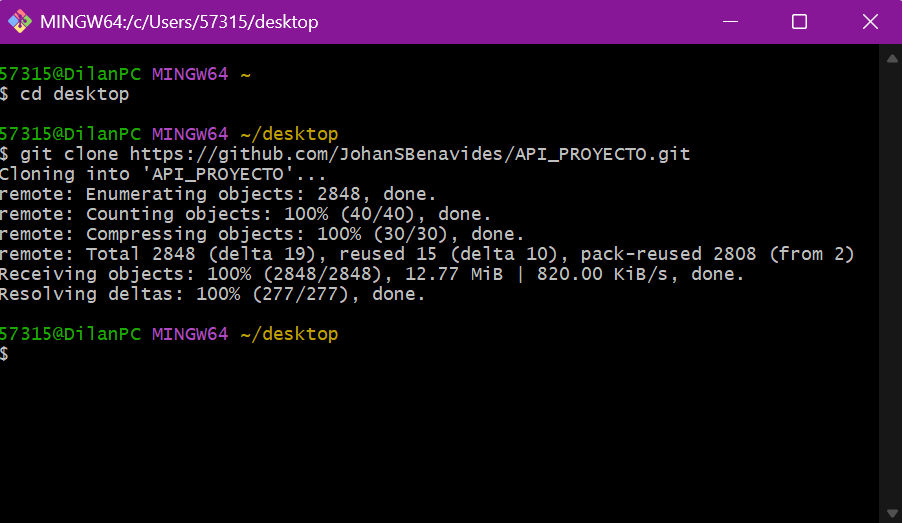 MINGW64:/c/Users/57315/desktop
57315@DilanPC MINGW64 ~
$ cd desktop
57315@DilanPC MINGW64 ~/desktop
$ git clone https://github.com/JohanSBenavides/API_PROYECTO.git
Cloning into 'API_PROYECTO'...
remote: Enumerating objects: 2848, done.
remote: Counting objects: 100% (40/40), done.
remote: Compressing objects: 100% (30/30), done.
remote: Total 2848 (delta 19), reused 15 (delta 10), pack-reused 2808 (from 2)
Receiving objects: 100% (2848/2848), 12.77 MiB | 820.00 KiB/s, done.
Resolving deltas: 100% (277/277), done.
57315@DilanPC MINGW64 ~/desktop
$